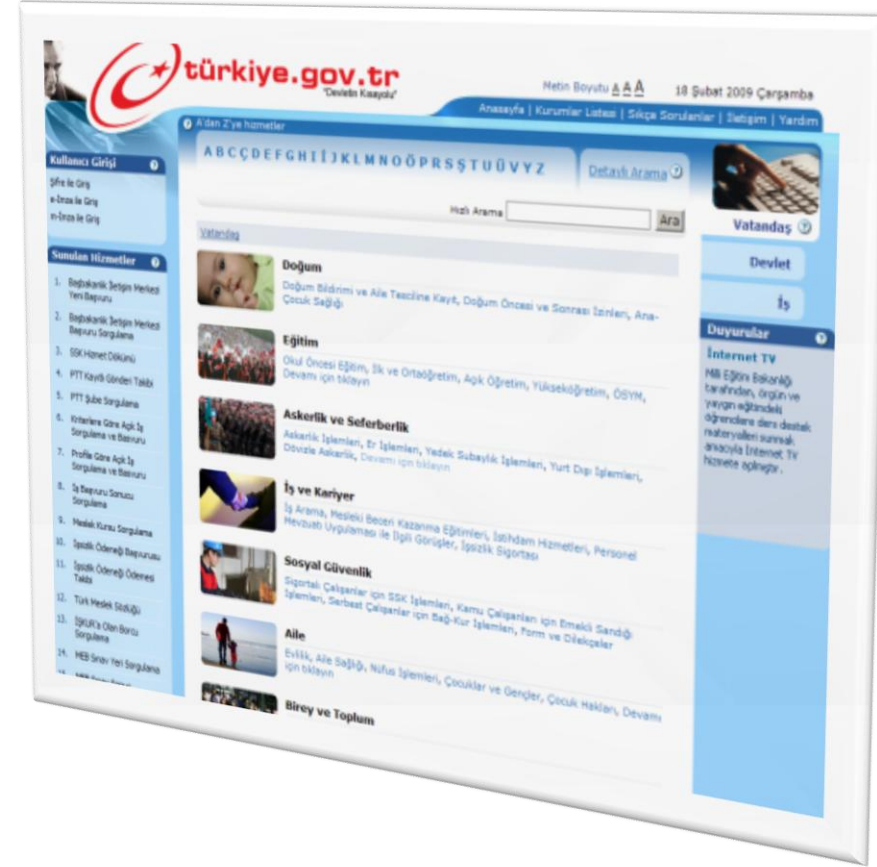 türkiye.gov.tr
"Devletin Kısayolu"
Metin Boyutu A A A
18 Şubat 2009 Çarşamba
Anasayfa | Kurumlar Listesi | Sıkça Sorulanlar | İletişim | Yardım
A'dan Z'ye hizmetler
A B C Ç D E F G H I İ J K L M N O Ö P R S Ş T U Ü V Y Z
Detaylı Arama
Hızlı Arama
Ara
Kullanıcı Girişi
Şifre ile Giriş
e-İmza ile Giriş
m-İmza ile Giriş
Sunulan Hizmetler
1. Başbakanlık İletişim Merkezi
Yeni Başvuru
2. Başbakanlık İletişim Merkezi
Başvuru Sorgulama
3. SSK Hizmet Dökümü
4. PTT Kayıtlı Gönderi Takibi
5. PTT Şube Sorgulama
6. Kriterlere Göre Açık İş
Sorgulama ve Başvuru
7. Profile Göre Açık İş
Sorgulama ve Başvuru
8. İş Başvuru Sonucu
Sorgulama
9. Meslek Kursu Sorgulama
10. İşsizlik Ödeneği Başvurusu
11. İşsizlik Ödeneği Ödemesi
Takibi
12. Türk Meslek Sözlüğü
13. İŞKUR'a Olan Borcu
Sorgulama
14. MEB Sınav Yeri Sorgulama
Vatandaş
Doğum
Doğum Bildirimi ve Aile Tesciline Kayıt, Doğum Öncesi ve Sonrası İzinleri, Ana-
Çocuk Sağlığı
Eğitim
Okul Öncesi Eğitim, İlk ve Ortaöğretim, Açık Öğretim, Yükseköğretim, ÖSYM,
Devamı için tıklayın
Askerlik ve Seferberlik
Askerlik İşlemleri, Er İşlemleri, Yedek Subaylık İşlemleri, Yurt Dışı İşlemleri,
Dövizle Askerlik, Devamı için tıklayın
İş ve Kariyer
İş Arama, Mesleki Beceri Kazanma Eğitimleri, İstihdam Hizmetleri, Personel
Mevzuatı Uygulaması ile İlgili Görüşler, İşsizlik Sigortası
Sosyal Güvenlik
Sigortalı Çalışanlar için SSK İşlemleri, Kamu Çalışanları için Emekli Sandığı
İşlemleri, Serbest Çalışanlar için Bağ-Kur İşlemleri, Form ve Dilekçeler
Aile
Evlilik, Aile Sağlığı, Nüfus İşlemleri, Çocuklar ve Gençler, Çocuk Hakları, Devamı
için tıklayın
Birey ve Toplum
Vatandaş
Devlet
İş
Duyurular
İnternet TV
Milli Eğitim Bakanlığı
tarafından, örgün ve
yaygın eğitimdeki
öğrencilere ders destek
materyalleri sunmak
amacıyla İnternet TV
hizmete açılmıştır.